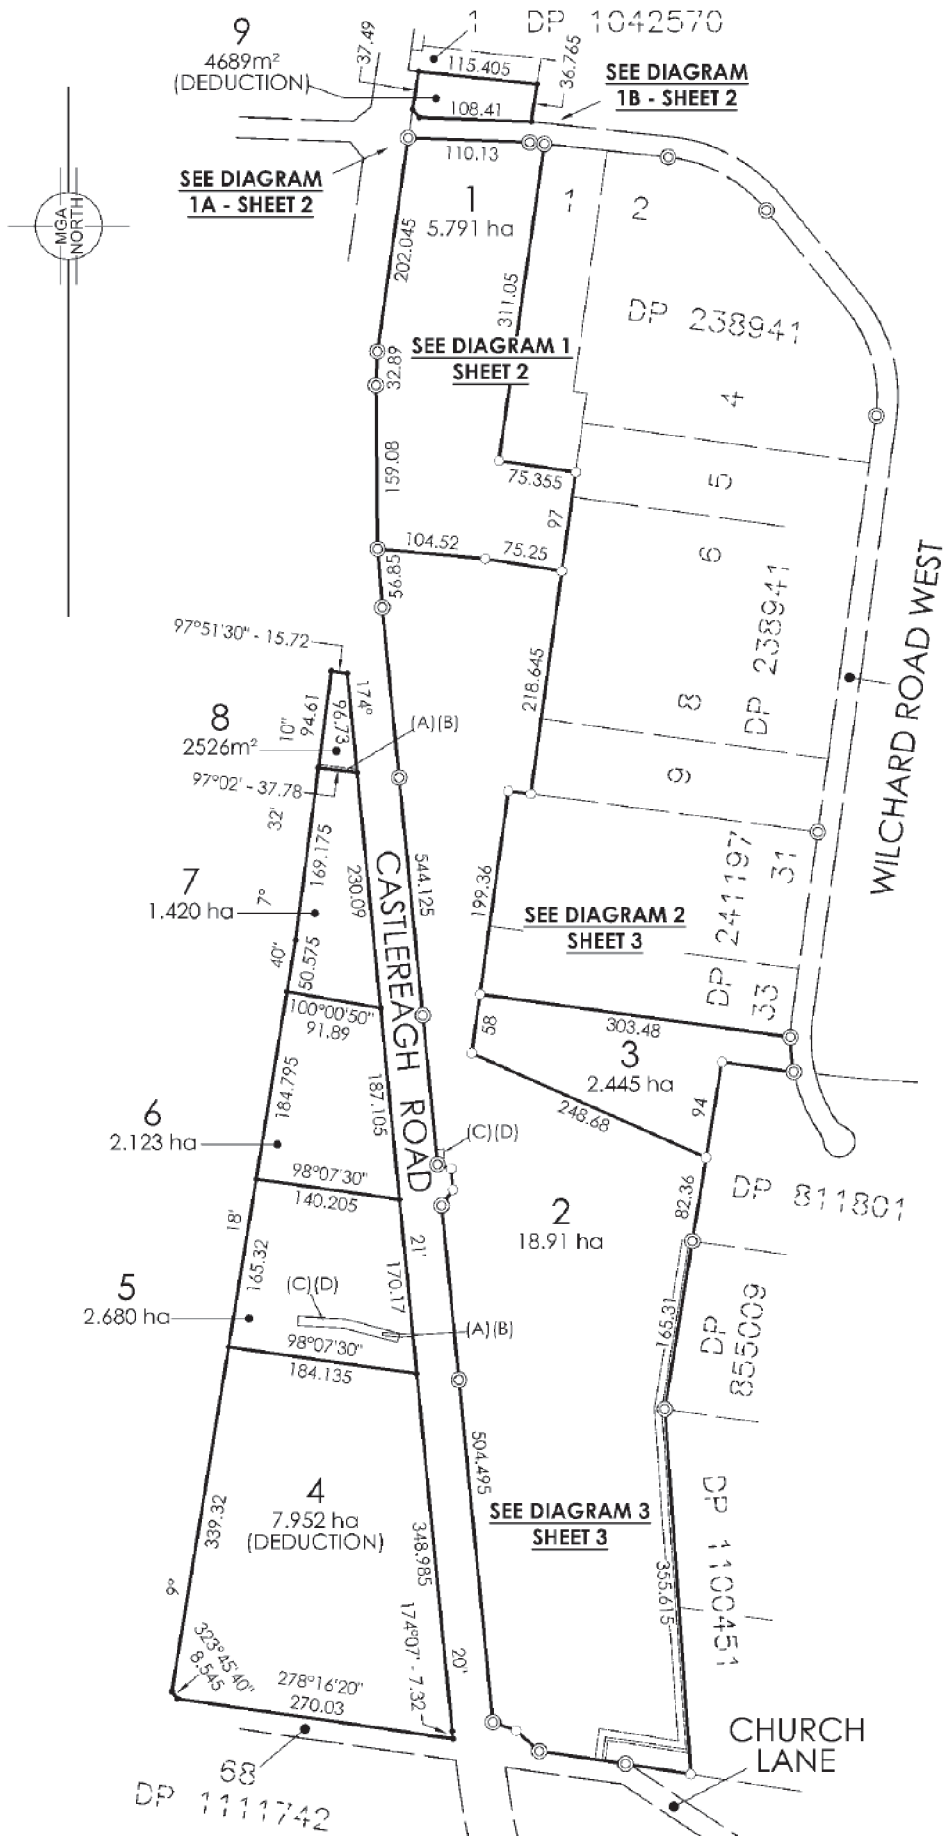 1 DP 1042570
9
4689m²
(DEDUCTION)
37.49
115.405
36.765
108.41
SEE DIAGRAM
1B - SHEET 2
110.13
SEE DIAGRAM
1A - SHEET 2
MGA
NORTH
1
5.791 ha
1
2
202.045
311.05
DP 238941
SEE DIAGRAM 1
SHEET 2
32.89
4
159.08
75.355
5
97
104.52
75.25
6
56.85
DP 238941
WILCHARD ROAD WEST
97°51'30" - 15.72
218.645
174°
94.61
96.73
10"
8
2526m²
(A)(B)
8
9
97°02' - 37.78
32'
169.175
230.09
544.125
CASTLEREAGH ROAD
7
1.420 ha
7°
199.36
DP 241197
31
SEE DIAGRAM 2
SHEET 3
40"
50.575
100°00'50"
91.89
33
58
303.48
3
2.445 ha
184.795
187.105
94
248.68
6
2.123 ha
(C)(D)
98°07'30"
140.205
82.36
DP 811801
2
18.91 ha
18'
165.32
21'
170.17
5
2.680 ha
(C)(D)
(A)(B)
165.31
DP
855009
98°07'30"
184.135
504.495
4
7.952 ha
(DEDUCTION)
339.32
348.985
SEE DIAGRAM 3
SHEET 3
DP 1100451
355.615
9°
323°45'40"
8.545
174°07' - 7.32
20'
278°16'20"
270.03
CHURCH
LANE
68
DP 1111742